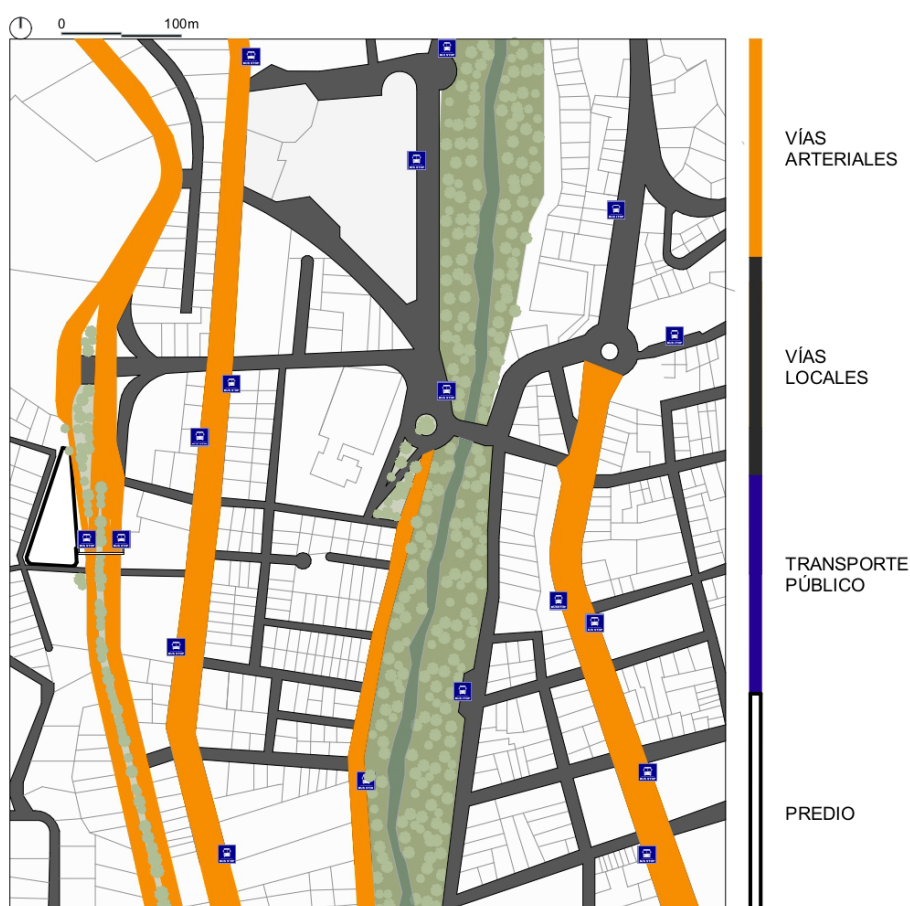 0 100m
VÍAS
ARTERIALES
VÍAS
LOCALES
TRANSPORTE
PÚBLICO
PREDIO